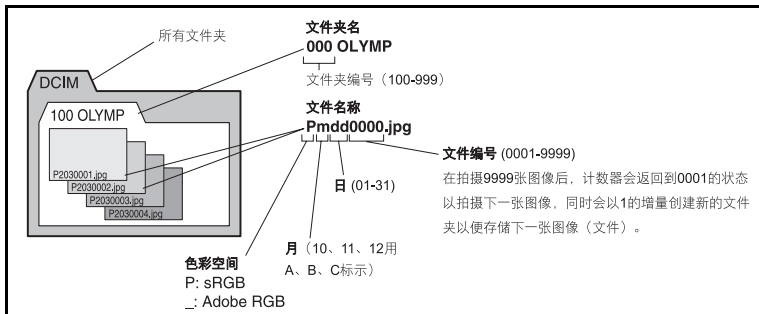 所有文件夹
DCIM
100 OLYMP
P2030001.jpg
P2030002.jpg
P2030003.jpg
P2030004.jpg
文件夹名
000 OLYMP
文件夹编号（100-999）
文件名称
Pmdd0000.jpg
文件编号 (0001-9999)
在拍摄9999张图像后，计数器会返回到0001的状态
以拍摄下一张图像，同时会以1的增量创建新的文件
夹以便存储下一张图像（文件）。
日 (01-31)
月（10、11、12用
A、B、C标示）
色彩空间
P: sRGB
_: Adobe RGB